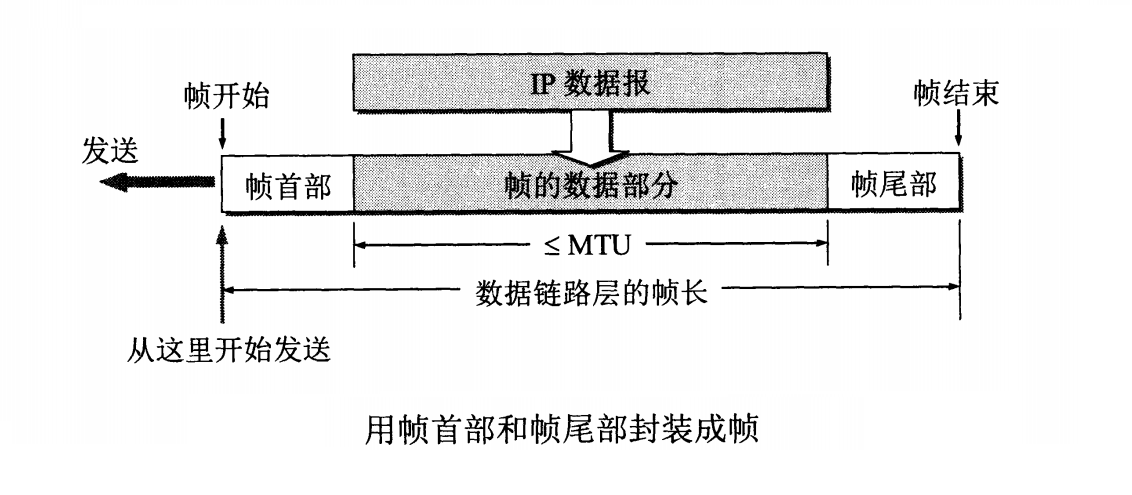 IP 数据报
帧开始
帧结束
发送
帧首部
帧的数据部分
帧尾部
≤ MTU
数据链路层的帧长
从这里开始发送
用帧首部和帧尾部封装成帧